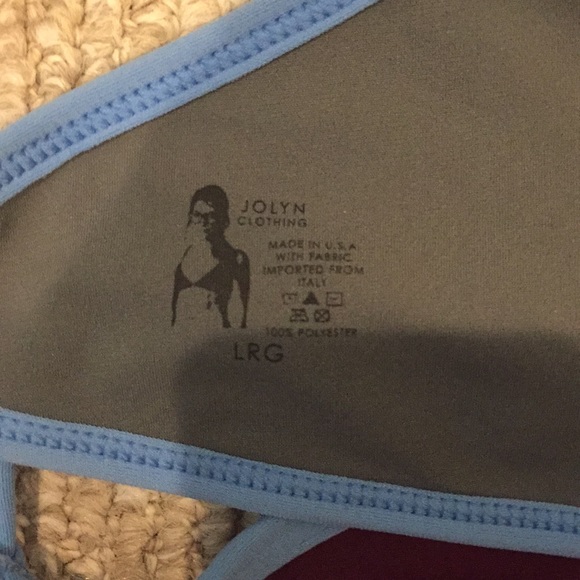 JOLYN
CLOTHING
MADE IN U.S.A
WITH FABRIC
IMPORTED FROM
ITALY
100% POLYESTER
LRG